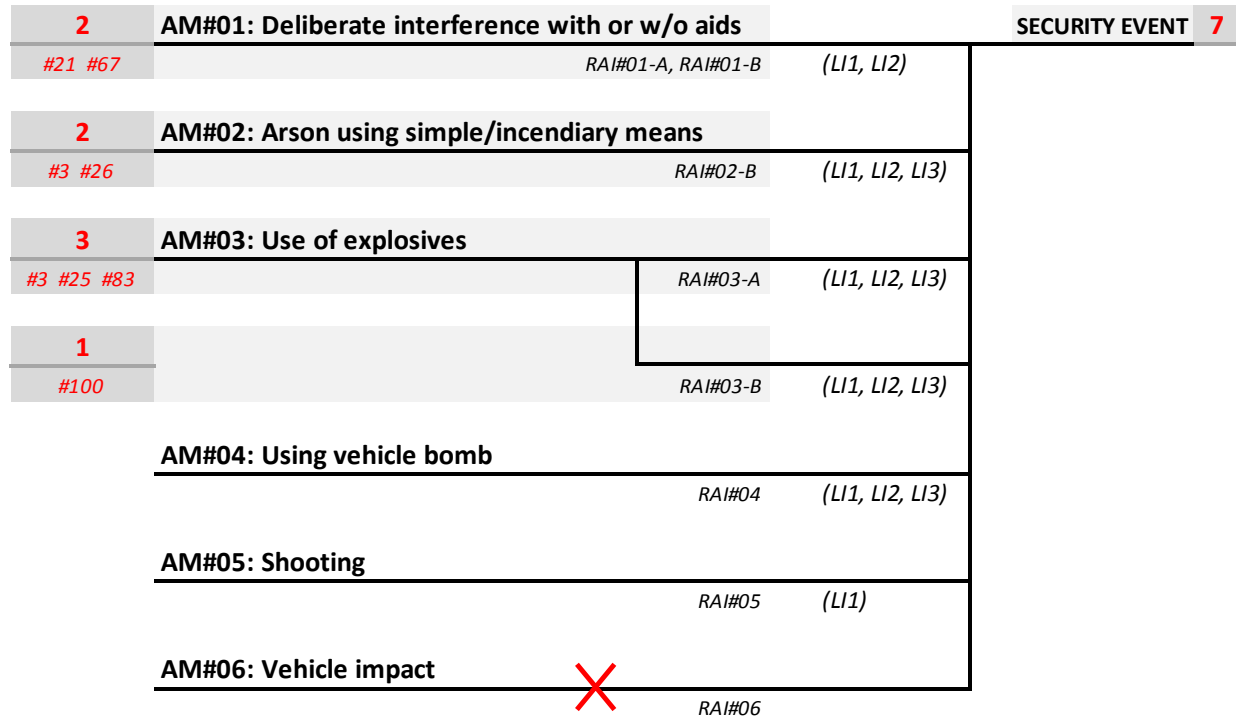 2 AM#01: Deliberate interference with or w/o aids SECURITY EVENT 7
#21 #67 RAI#01-A, RAI#01-B (LI1, LI2)
2 AM#02: Arson using simple/incendiary means
#3 #26 RAI#02-B (LI1, LI2, LI3)
3 AM#03: Use of explosives
#3 #25 #83 RAI#03-A (LI1, LI2, LI3)
1
#100 RAI#03-B (LI1, LI2, LI3)
AM#04: Using vehicle bomb
RAI#04 (LI1, LI2, LI3)
AM#05: Shooting
RAI#05 (LI1)
AM#06: Vehicle impact
RAI#06